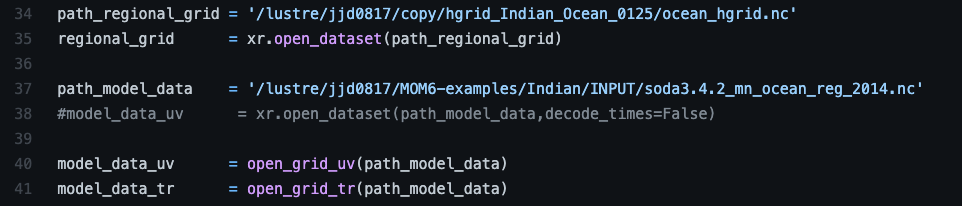 34 path_regional_grid = '/lustre/jjd0817/copy/hgrid_Indian_Ocean_0125/ocean_hgrid.nc'
35 regional_grid      = xr.open_dataset(path_regional_grid)
36
37 path_model_data    = '/lustre/jjd0817/MOM6-examples/Indian/INPUT/soda3.4.2_mn_ocean_reg_2014.nc'
38 #model_data_uv      = xr.open_dataset(path_model_data,decode_times=False)
39
40 model_data_uv      = open_grid_uv(path_model_data)
41 model_data_tr      = open_grid_tr(path_model_data)